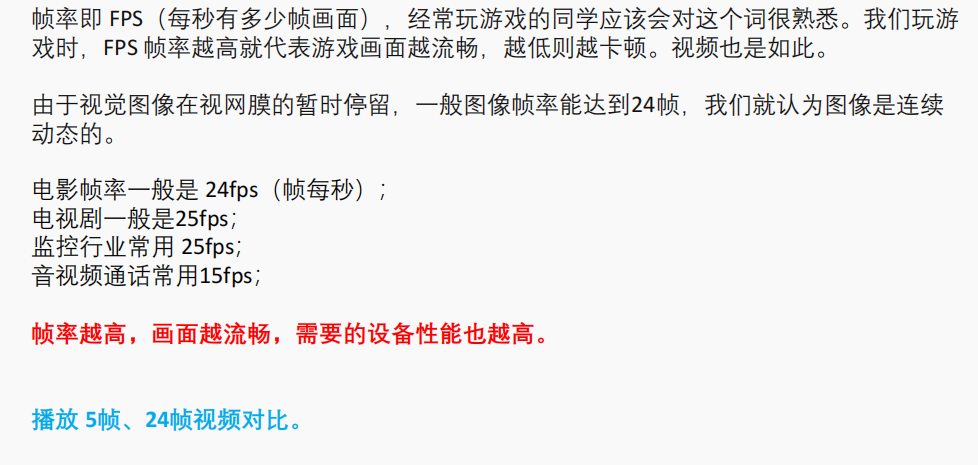 帧率即 FPS（每秒有多少帧画面），经常玩游戏的同学应该会对这个词很熟悉。我们玩游
戏时，FPS 帧率越高就代表游戏画面越流畅，越低则越卡顿。视频也是如此。
由于视觉图像在视网膜的暂时停留，一般图像帧率能达到24帧，我们就认为图像是连续
动态的。
电影帧率一般是 24fps（帧每秒）；
电视剧一般是25fps；
监控行业常用 25fps；
音视频通话常用15fps；
帧率越高，画面越流畅，需要的设备性能也越高。
播放 5帧、24帧视频对比。